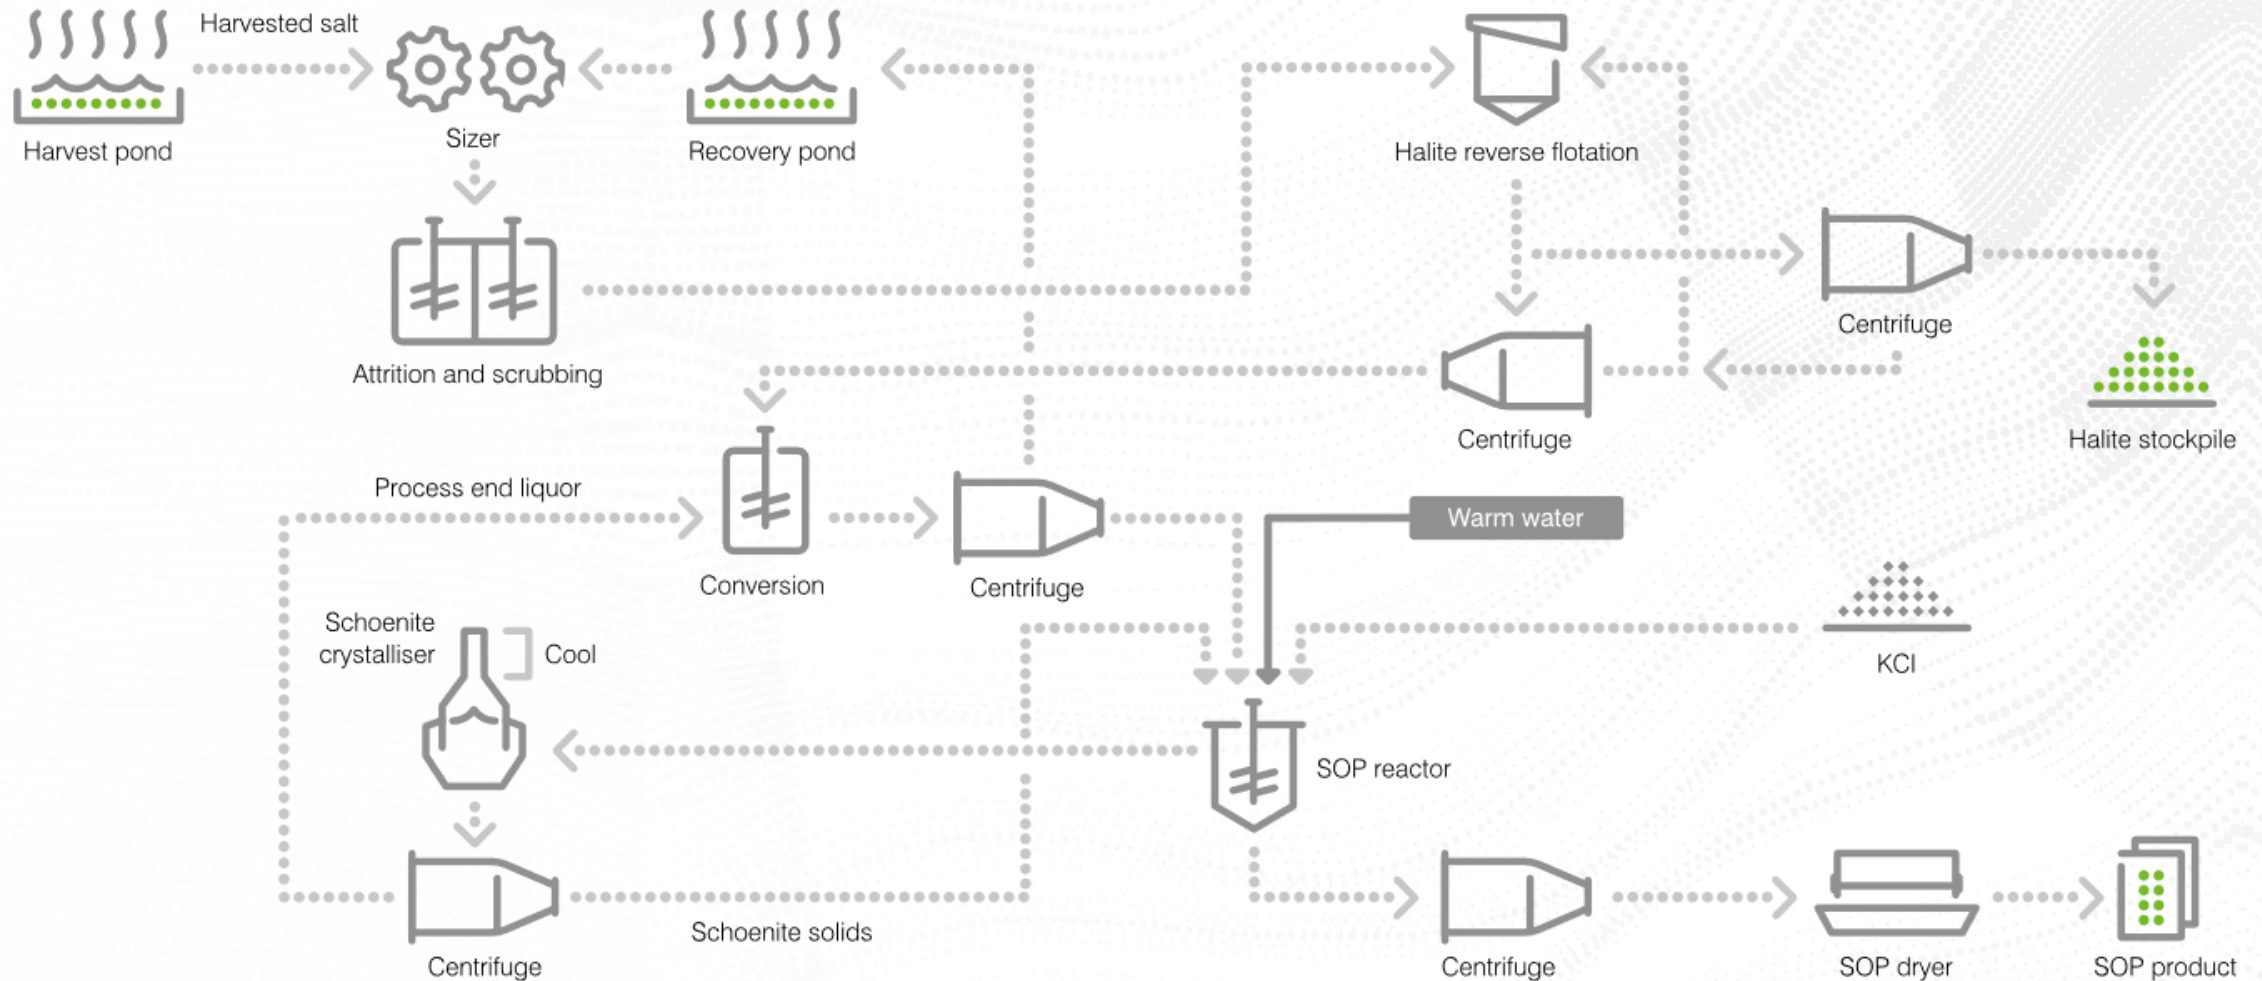 Harvested salt
Harvest pond
Sizer
Recovery pond
Halite reverse flotation
Attrition and scrubbing
Centrifuge
Centrifuge
Halite stockpile
Process end liquor
Conversion
Centrifuge
Warm water
Schoenite
crystalliser
Cool
KCl
SOP reactor
Schoenite solids
Centrifuge
Centrifuge
SOP dryer
SOP product